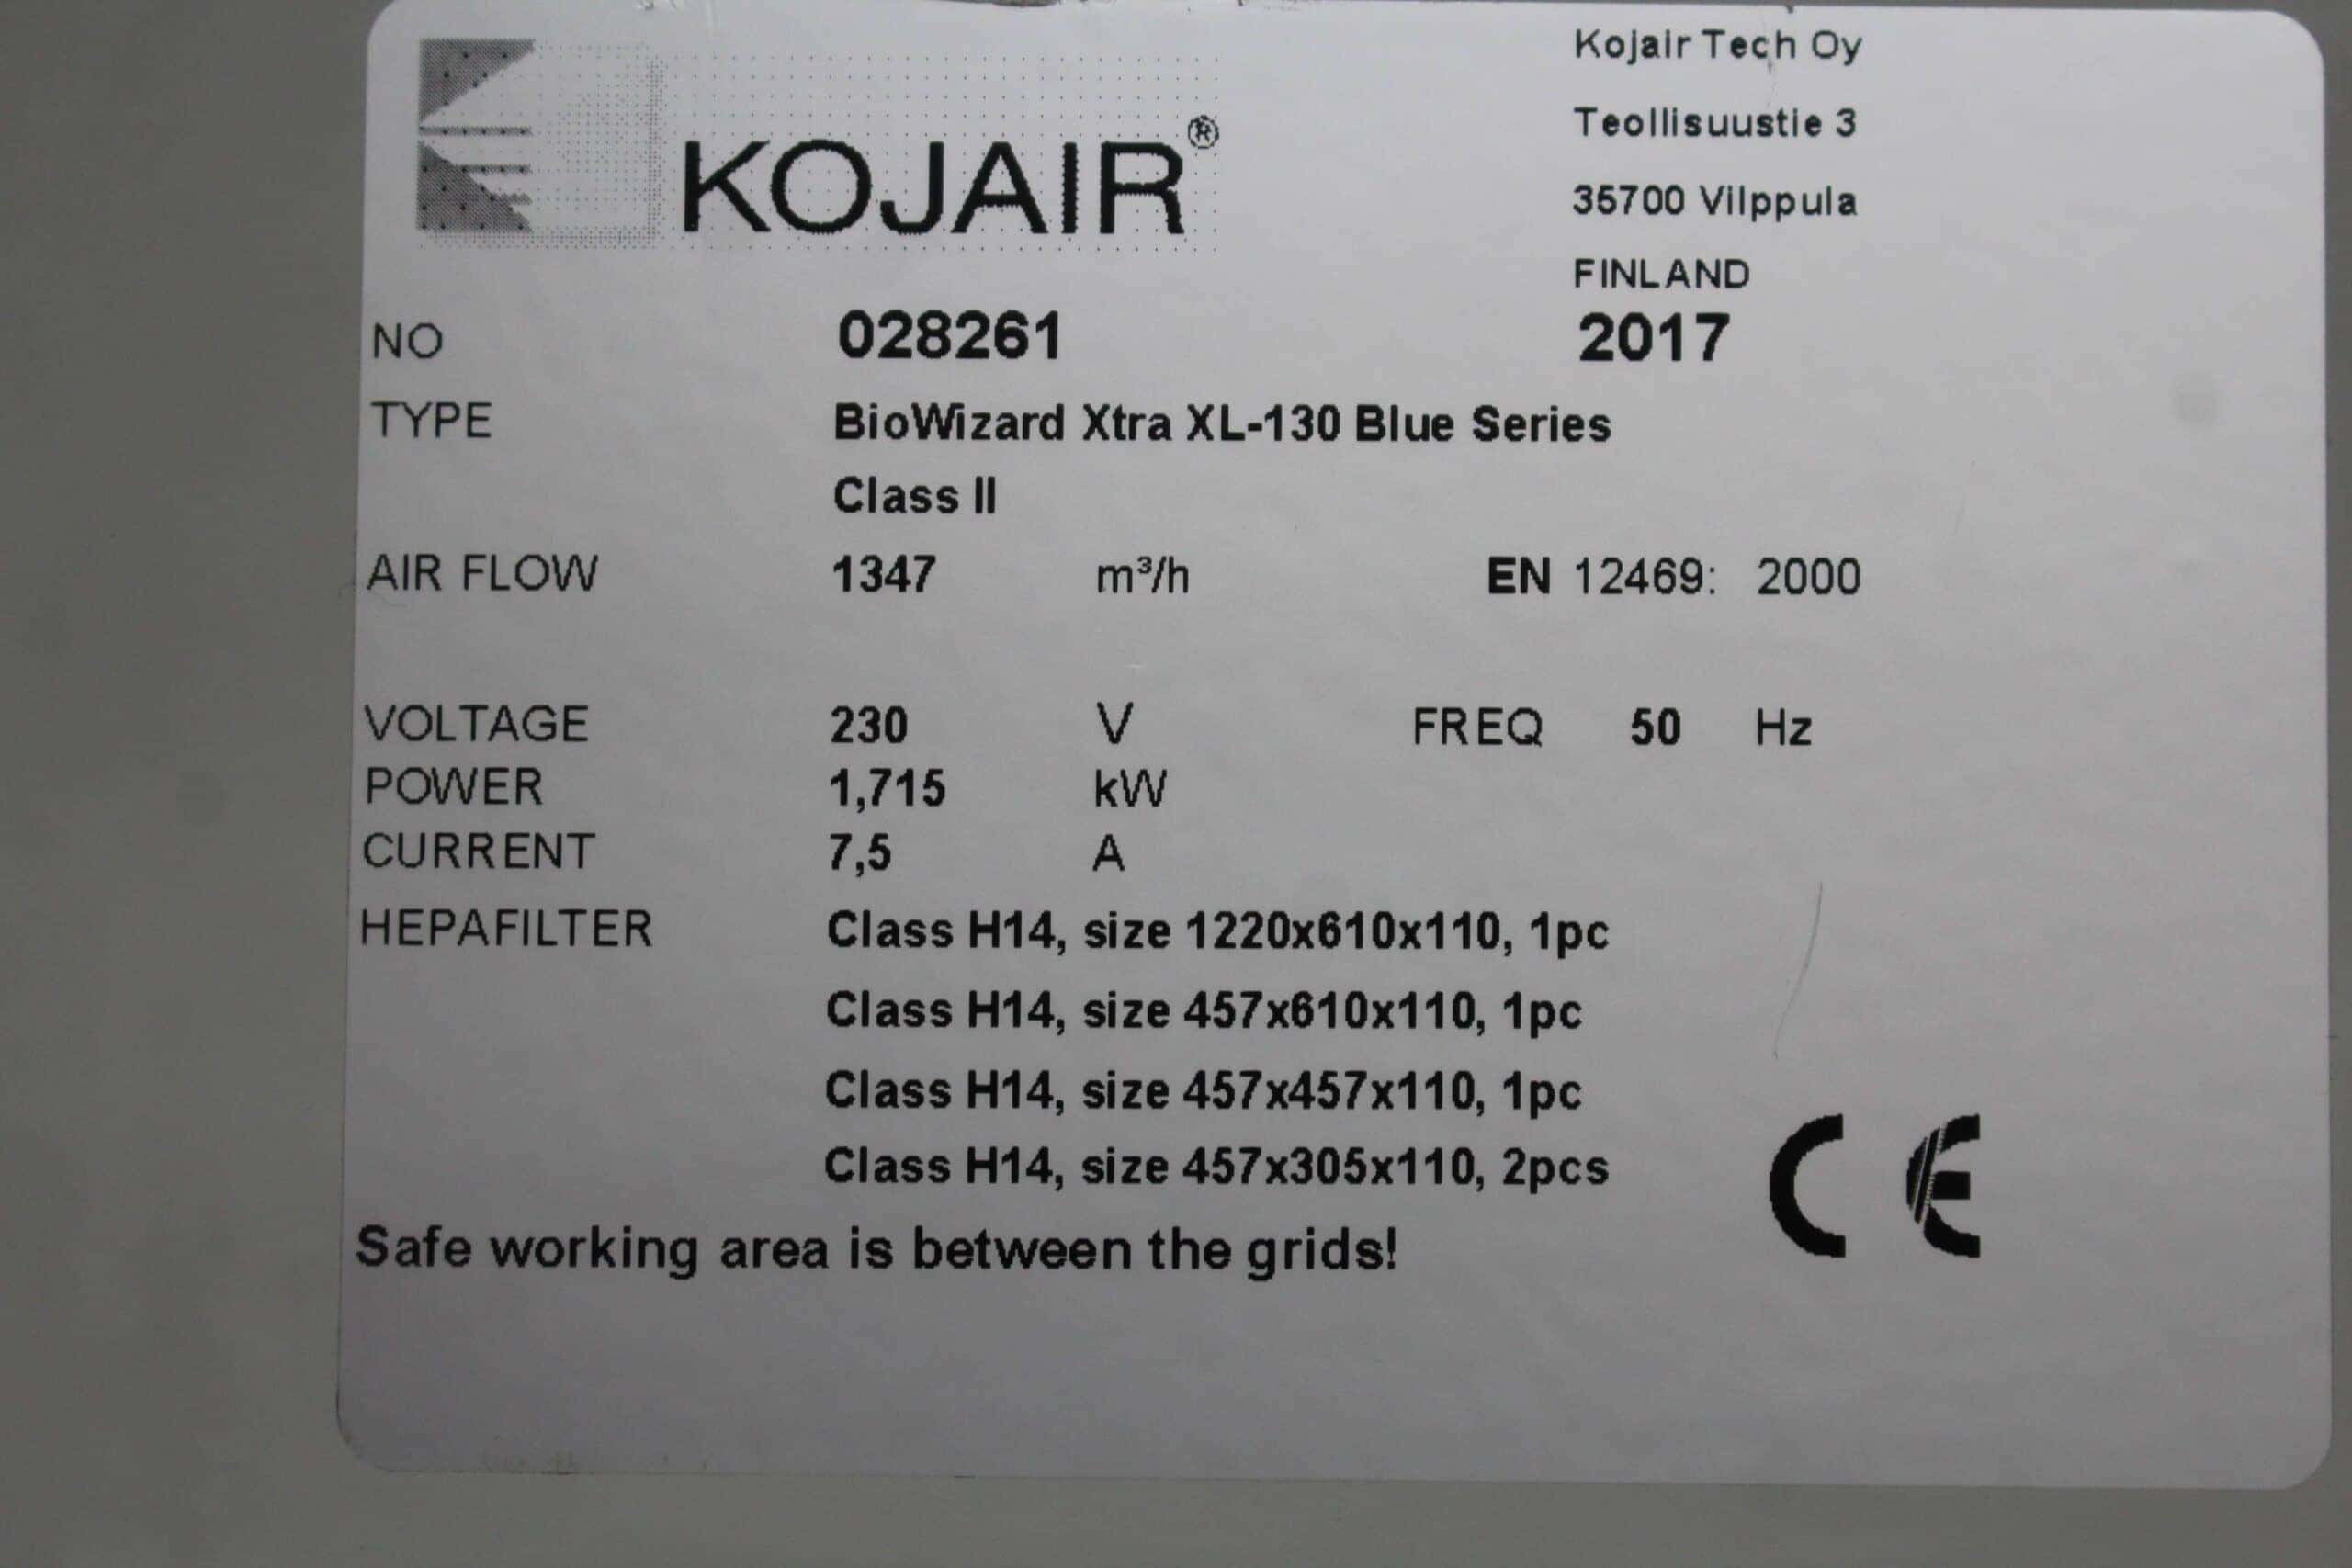 KOJAIR®
Kojair Tech Oy
Teollisuustie 3
35700 Vilppula
FINLAND
NO 028261 2017
TYPE BioWizard Xtra XL-130 Blue Series
Class II
AIR FLOW 1347 m³/h EN 12469: 2000
VOLTAGE 230 V FREQ 50 Hz
POWER 1,715 kW
CURRENT 7,5 A
HEPAFILTER Class H14, size 1220x610x110, 1pc
Class H14, size 457x610x110, 1pc
Class H14, size 457x457x110, 1pc
Class H14, size 457x305x110, 2pcs
CE
Safe working area is between the grids!